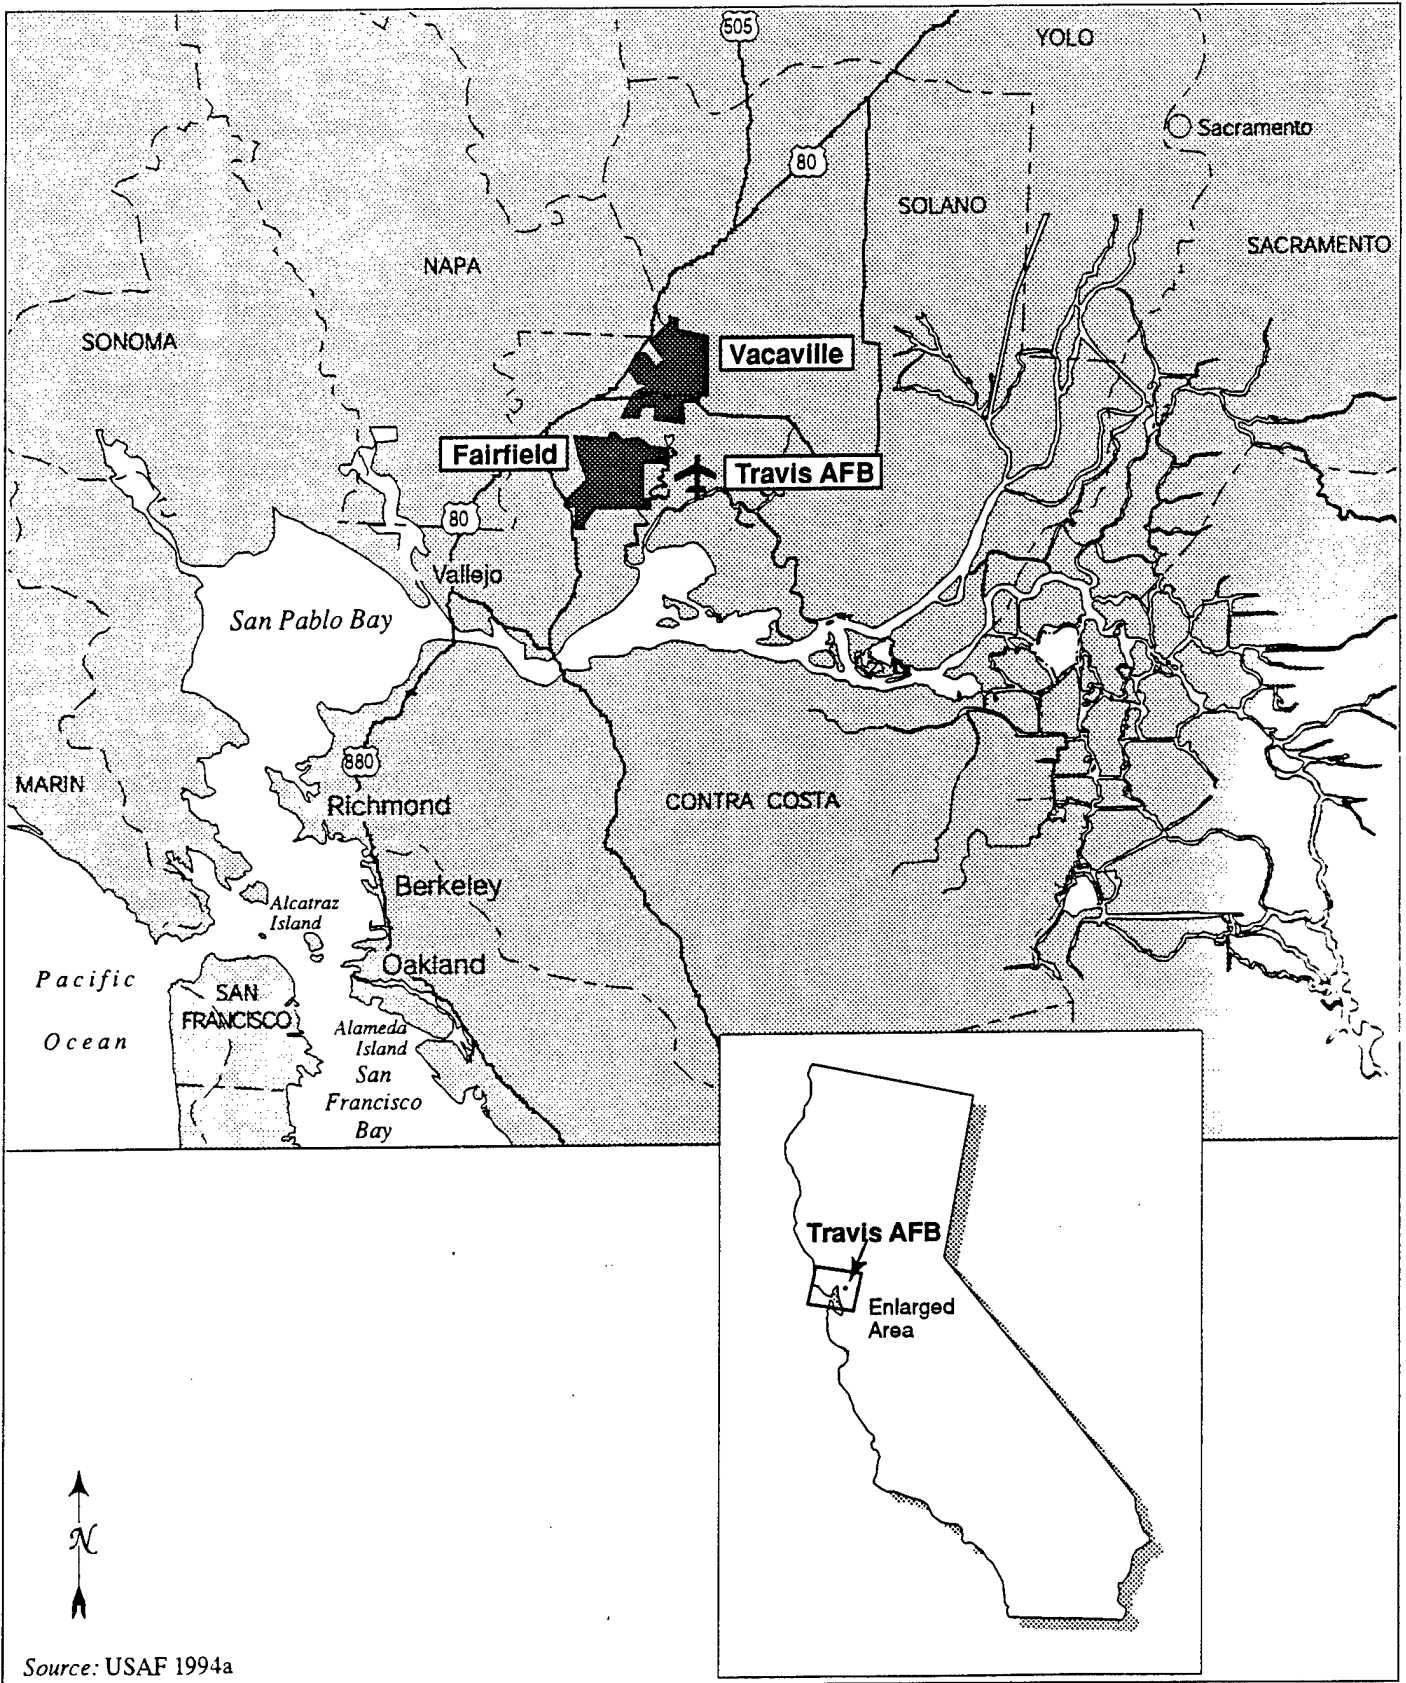 505
YOLO
Sacramento
80
SOLANO
SACRAMENTO
NAPA
SONOMA
Vacaville
Fairfield
Travis AFB
80
Vallejo
San Pablo Bay
880
MARIN
Richmond
CONTRA COSTA
Berkeley
Alcatraz
Island
Oakland
Pacific
Ocean
SAN
FRANCISCO
Alameda
Island
San
Francisco
Bay
Travis AFB
Enlarged
Area
N
Source: USAF 1994a